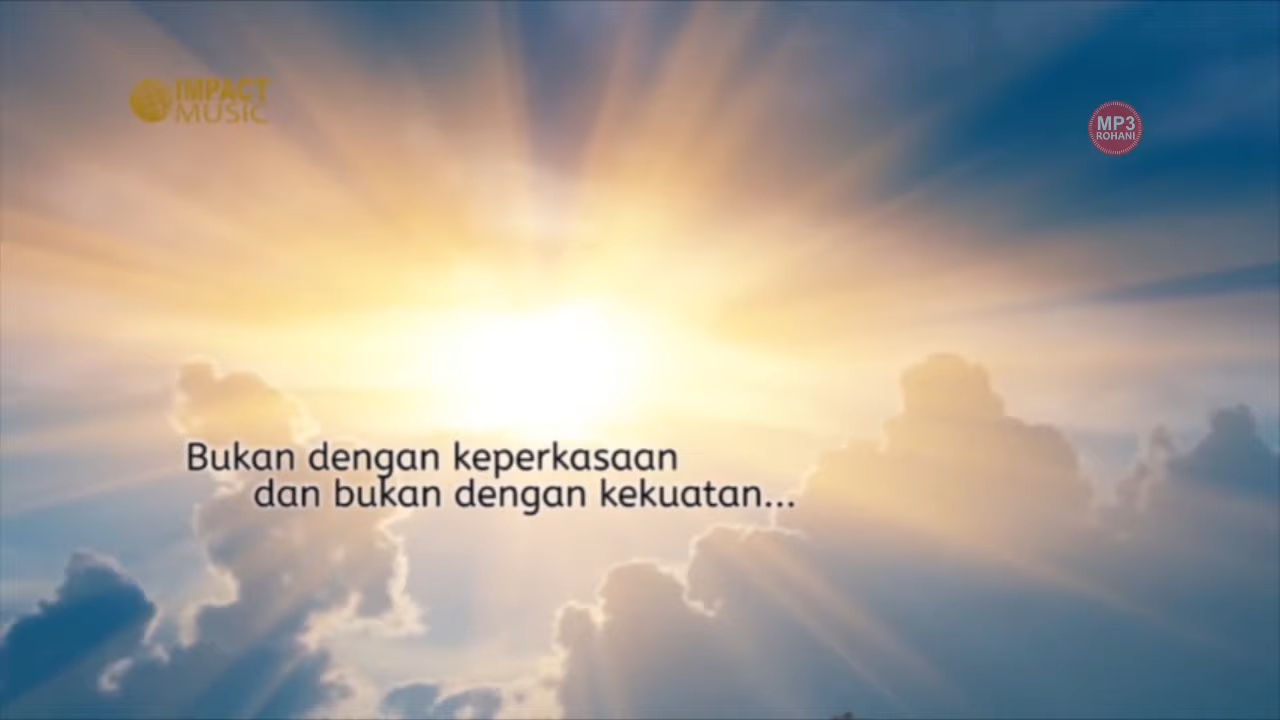 IMPACT
MUSIC
MP3
ROHANI
Bukan dengan keperkasaan
dan bukan dengan kekuatan...